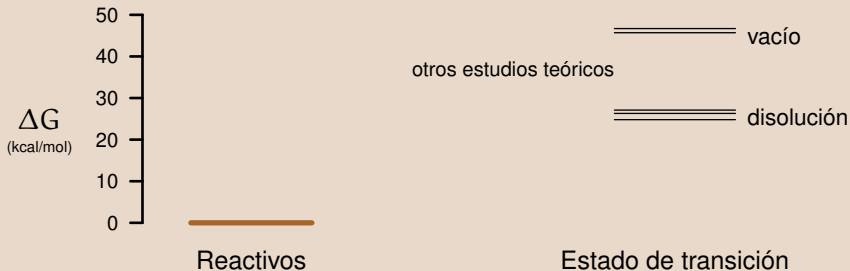 50
40
30
20
10
0
ΔG
(kcal/mol)
vacío
otros estudios teóricos
disolución
Reactivos
Estado de transición